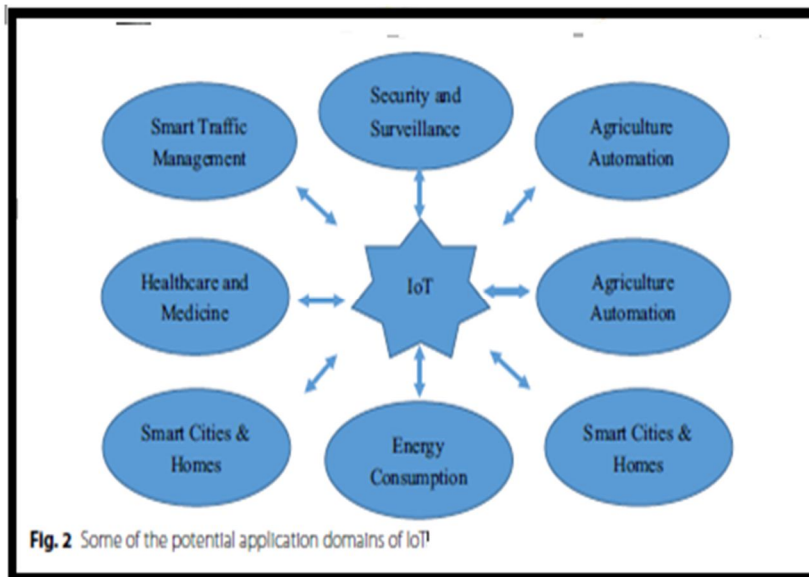 Security and
Surveillance
Smart Traffic
Management
Agriculture
Automation
Healthcare and
Medicine
IoT
Agriculture
Automation
Smart Cities &
Homes
Energy
Consumption
Smart Cities &
Homes
Fig. 2 Some of the potential application domains of IoT¹